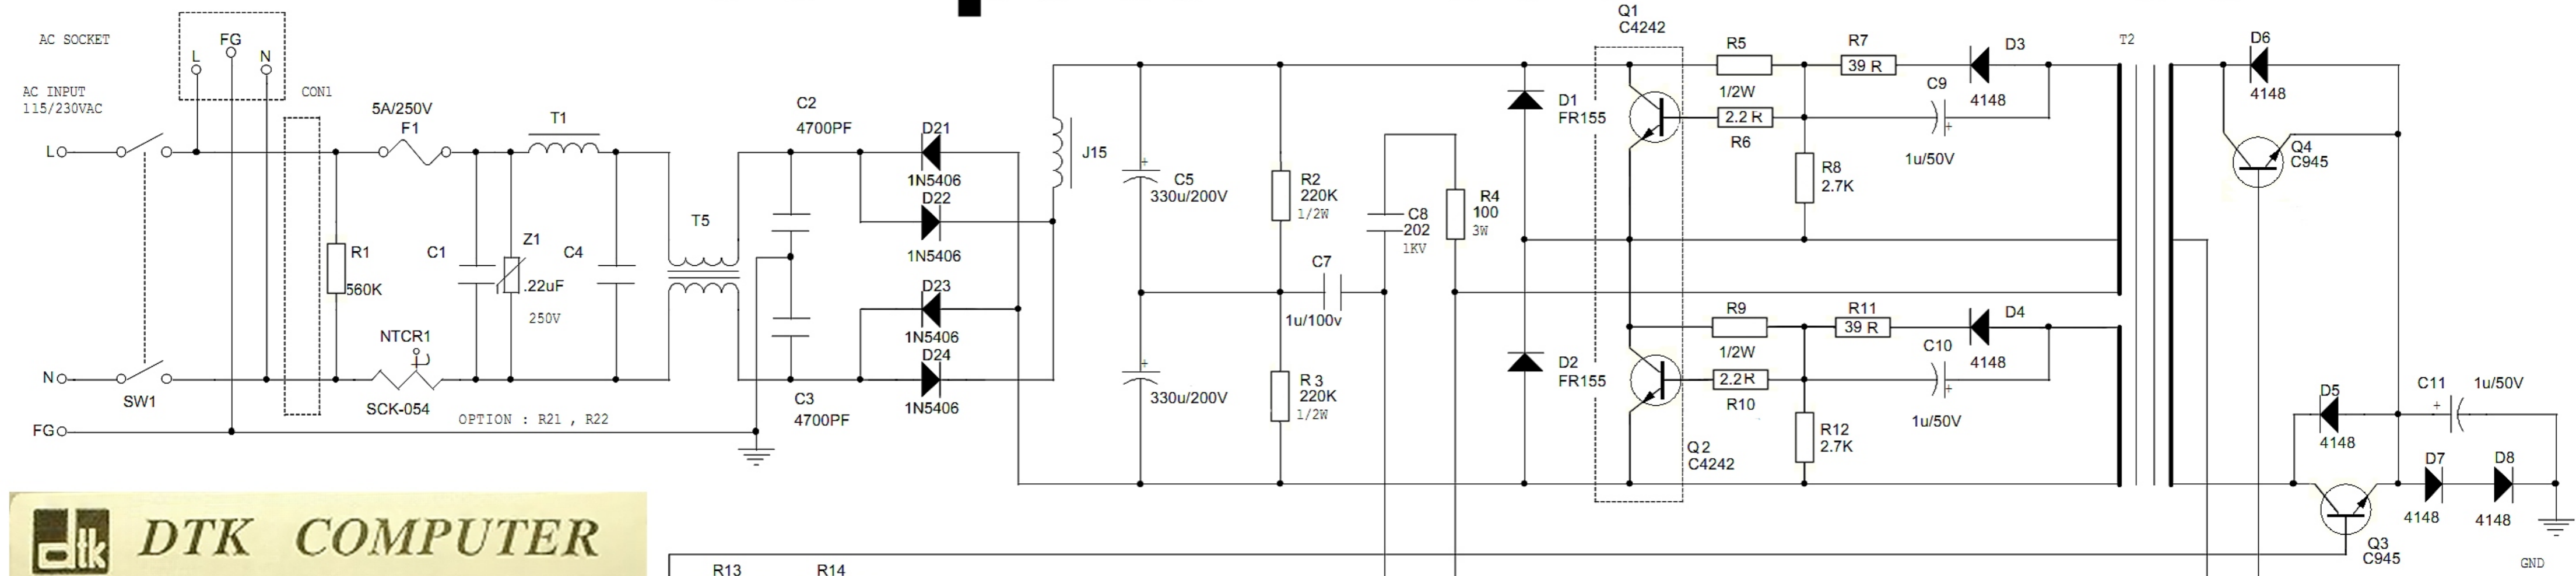 AC SOCKET
L
FG
N
AC INPUT
115/230VAC
CON1
5A/250V
F1
T1
L
C2
4700PF
D21
1N5406
D22
1N5406
J15
C5
330u/200V
R2
220K
1/2W
R1
560K
C1
Z1
.22uF
250V
C4
T5
D23
1N5406
D24
1N5406
C3
4700PF
NTCR1
SCK-054
N
SW1
FG
OPTION : R21 , R22
330u/200V
R 3
220K
1/2W
C7
1u/100v
C8
202
1KV
R4
100
3W
Q1
C4242
D1
FR155
D2
FR155
R5
1/2W
2.2 R
R6
R7
39 R
D3
4148
C9
1u/50V
R8
2.7K
R9
1/2W
2.2 R
R10
R11
39 R
D4
4148
C10
1u/50V
R12
2.7K
Q 2
C4242
T2
D6
4148
Q4
C945
D5
4148
C11
1u/50V
D7
4148
D8
4148
Q3
C945
GND
dtk
DTK COMPUTER
R13
R14